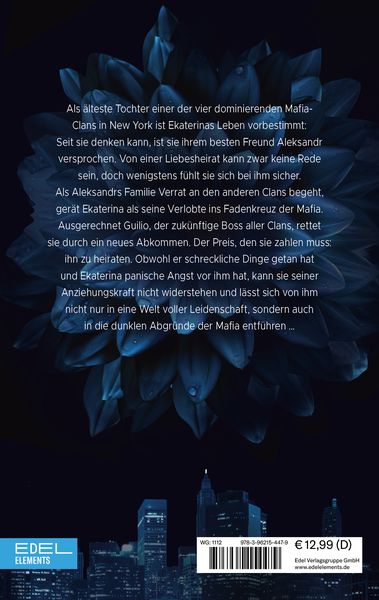 Als älteste Tochter einer der vier dominierenden Mafia-
Clans in New York ist Ekaterinas Leben vorbestimmt:
Seit sie denken kann, ist sie ihrem besten Freund Aleksandr
versprochen. Von einer Liebesheirat kann zwar keine Rede
sein, doch wenigstens fühlt sie sich bei ihm sicher.
Als Aleksandrs Familie Verrat an den anderen Clans begeht,
gerät Ekaterina als seine Verlobte ins Fadenkreuz der Mafia.
Ausgerechnet Guilio, der zukünftige Boss aller Clans, rettet
sie durch ein neues Abkommen. Der Preis, den sie zahlen muss:
ihn zu heiraten. Obwohl er schreckliche Dinge getan hat
und Ekaterina panische Angst vor ihm hat, kann sie seiner
Anziehungskraft nicht widerstehen und lässt sich von ihm
nicht nur in eine Welt voller Leidenschaft, sondern auch
in die dunklen Abgründe der Mafia entführen ...
EDEL
ELEMENTS
WG: 1112
978-3-96215-447-9
€ 12,99 (D)
Edel Verlagsgruppe GmbH
www.edelelements.de